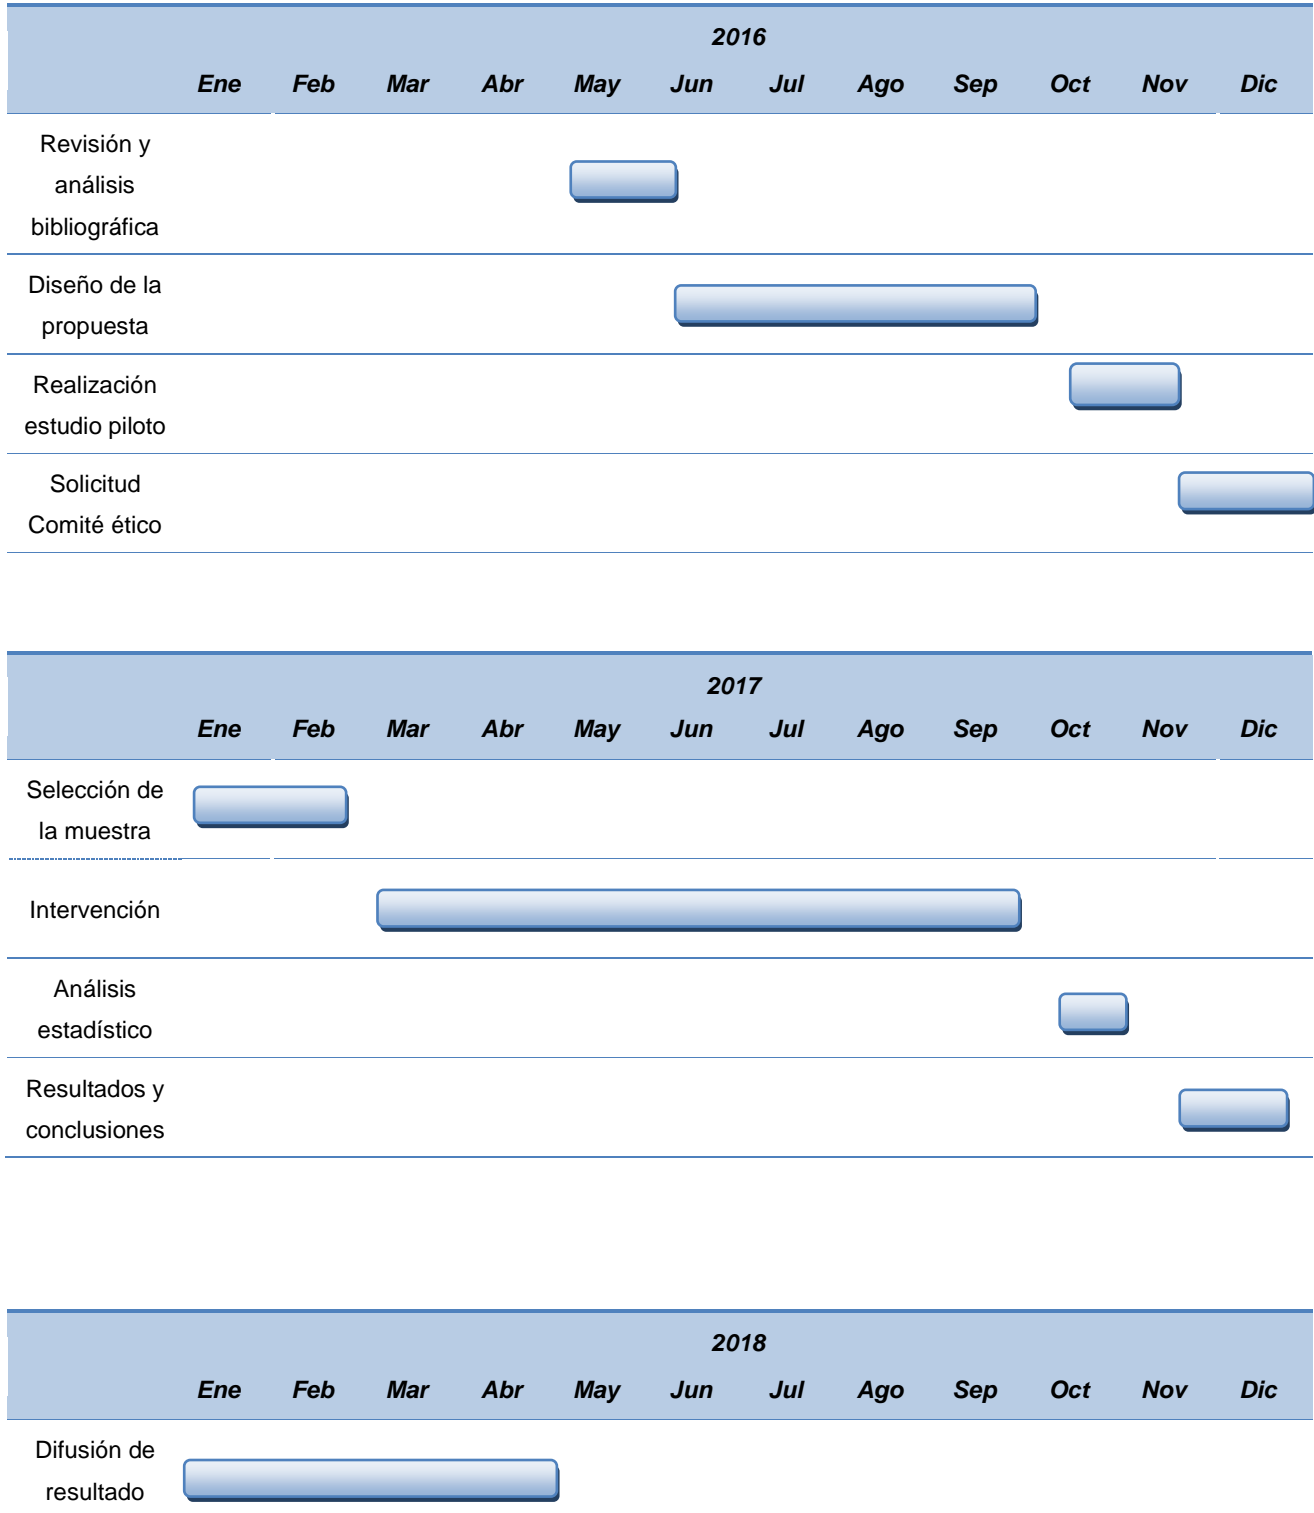 2016
Ene Feb Mar Abr May Jun Jul Ago Sep Oct Nov Dic
Revisión y
análisis
bibliográfica
Diseño de la
propuesta
Realización
estudio piloto
Solicitud
Comité ético
2017
Ene Feb Mar Abr May Jun Jul Ago Sep Oct Nov Dic
Selección de
la muestra
Intervención
Análisis
estadístico
Resultados y
conclusiones
2018
Ene Feb Mar Abr May Jun Jul Ago Sep Oct Nov Dic
Difusión de
resultado